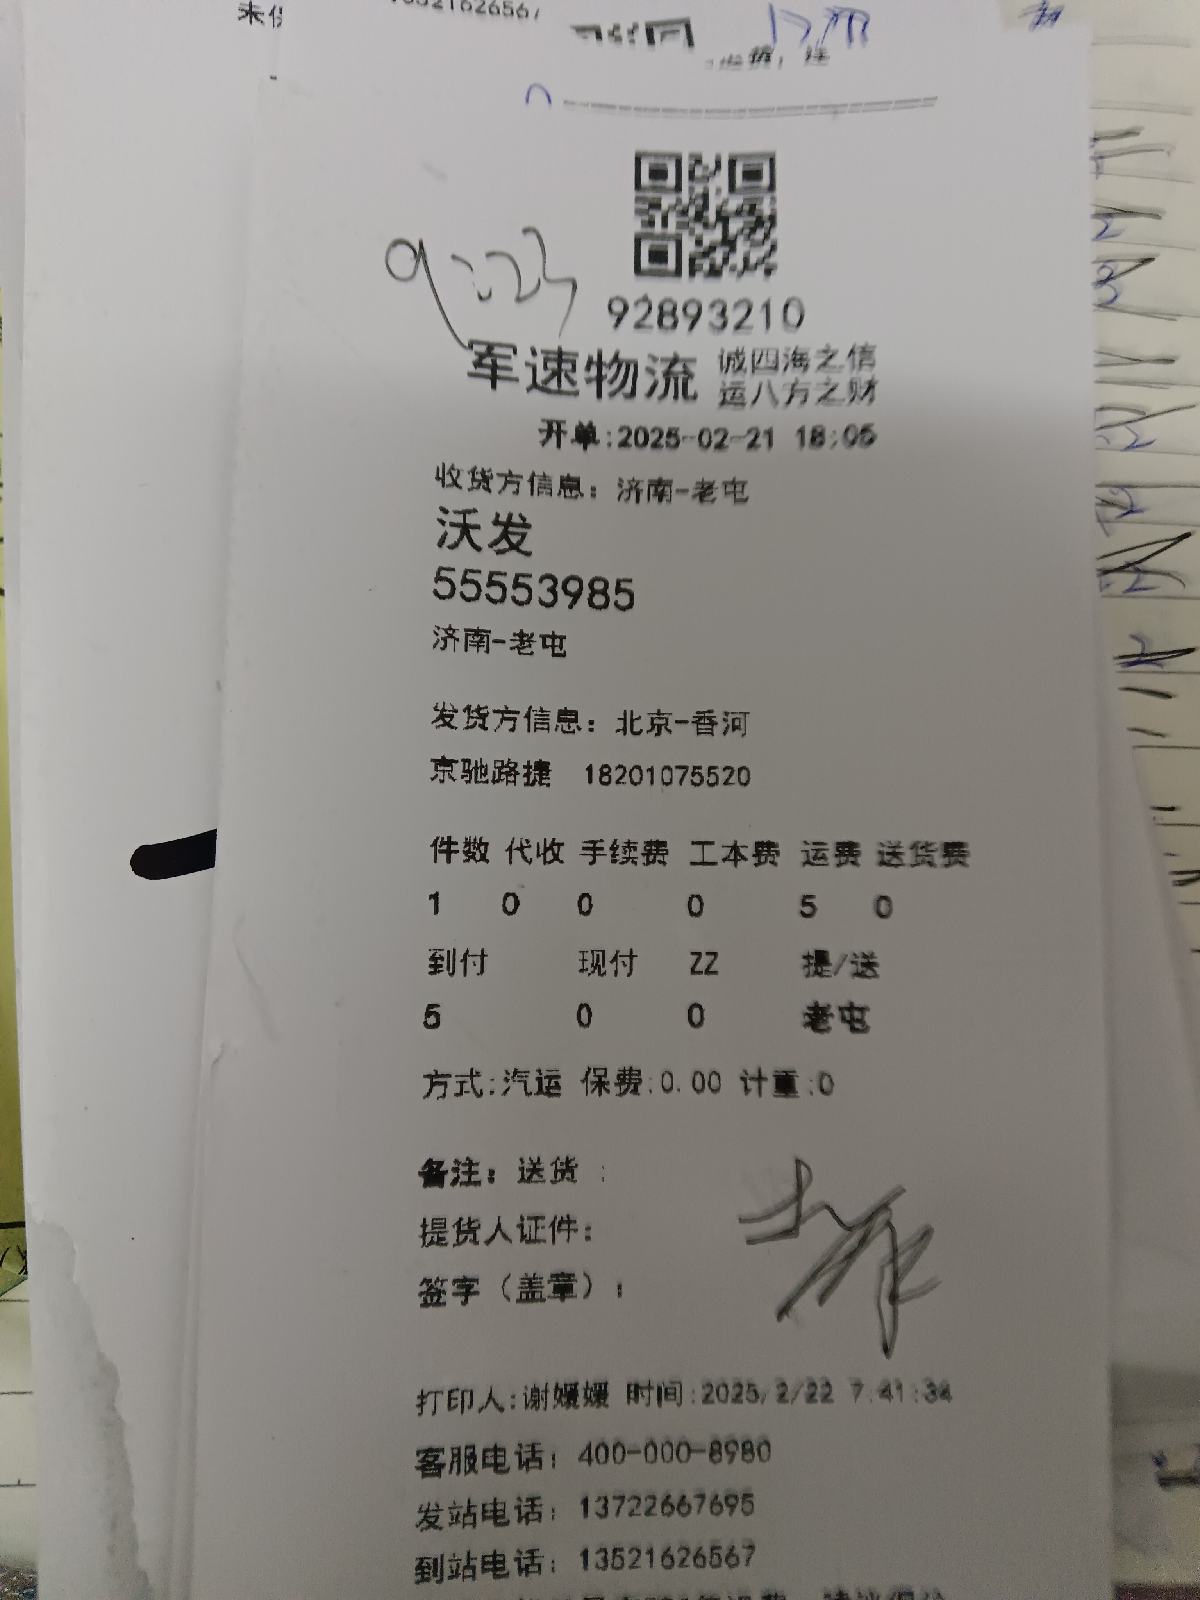 92893210
军速物流 诚四海之信
运八方之财
开单:2025-02-21 18:05
收货方信息: 济南-老屯
沃发
55553985
济南-老屯
发货方信息: 北京-香河
京驰路捷 18201075520
件数 代收 手续费 工本费 运费 送货费
1 0 0 0 5 0
到付 现付 ZZ 提/送
5 0 0 老屯
方式:汽运 保费:0.00 计重:0
备注: 送货 :
提货人证件:
签字(盖章):
打印人:谢媛媛 时间:2025/2/22 7:41:34
客服电话: 400-000-8980
发站电话: 13722667695
到站电话: 13521626567